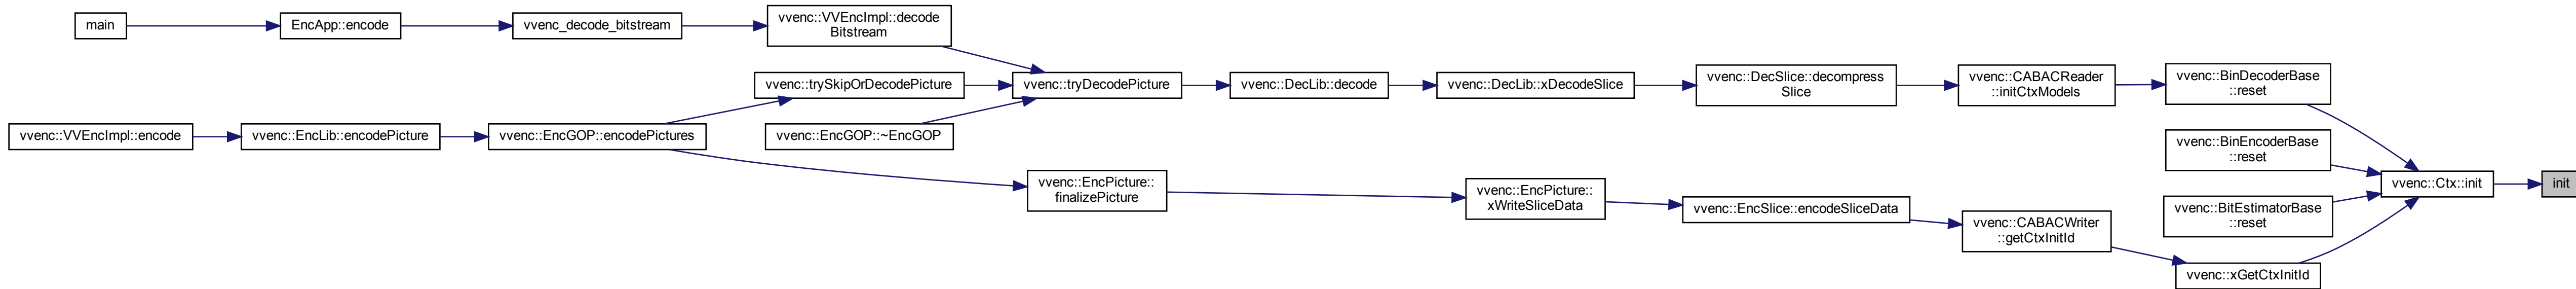 main
EncApp::encode
vvenc_decode_bitstream
vvenc::VVEncImpl::decode
Bitstream
vvenc::trySkipOrDecodePicture
vvenc::tryDecodePicture
vvenc::DecLib::decode
vvenc::DecLib::xDecodeSlice
vvenc::DecSlice::decompress
Slice
vvenc::CABACReader
::initCtxModels
vvenc::BinDecoderBase
::reset
vvenc::VVEncImpl::encode
vvenc::EncLib::encodePicture
vvenc::EncGOP::encodePictures
vvenc::EncGOP::~EncGOP
vvenc::BinEncoderBase
::reset
vvenc::EncPicture::
finalizePicture
vvenc::EncPicture::
xWriteSliceData
vvenc::EncSlice::encodeSliceData
vvenc::CABACWriter
::getCtxInitId
vvenc::BitEstimatorBase
::reset
vvenc::xGetCtxInitId
vvenc::Ctx::init
init